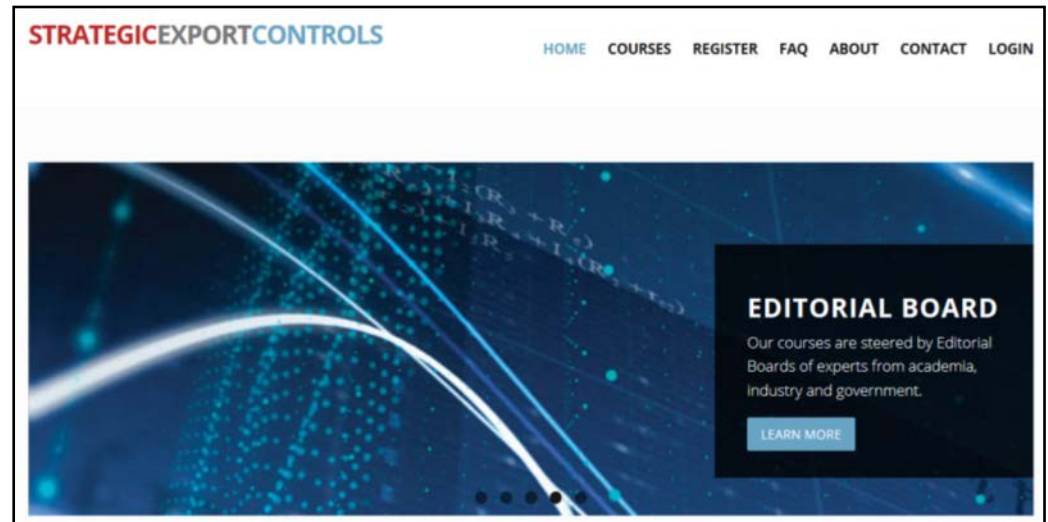 STRATEGICEXPORTCONTROLS
HOME COURSES REGISTER FAQ ABOUT CONTACT LOGIN
EDITORIAL BOARD
Our courses are steered by Editorial
Boards of experts from academia,
industry and government.
LEARN MORE